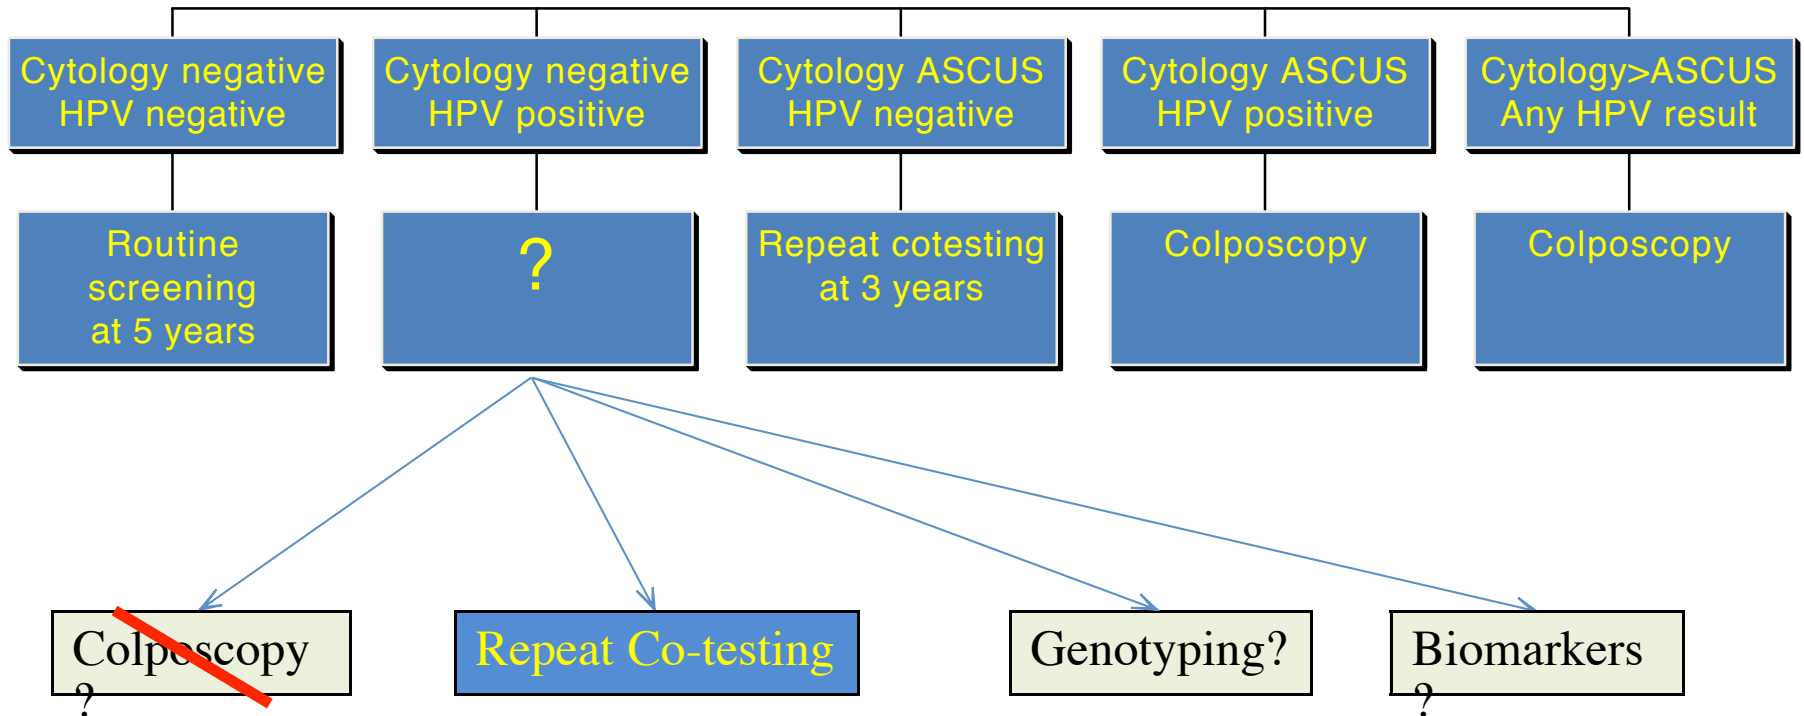 Cytology negative
HPV negative
Cytology negative
HPV positive
Cytology ASCUS
HPV negative
Cytology ASCUS
HPV positive
Cytology>ASCUS
Any HPV result
Routine
screening
at 5 years
?
Repeat cotesting
at 3 years
Colposcopy
Colposcopy
Colposcopy
?
Repeat Co-testing
Genotyping?
Biomarkers
?